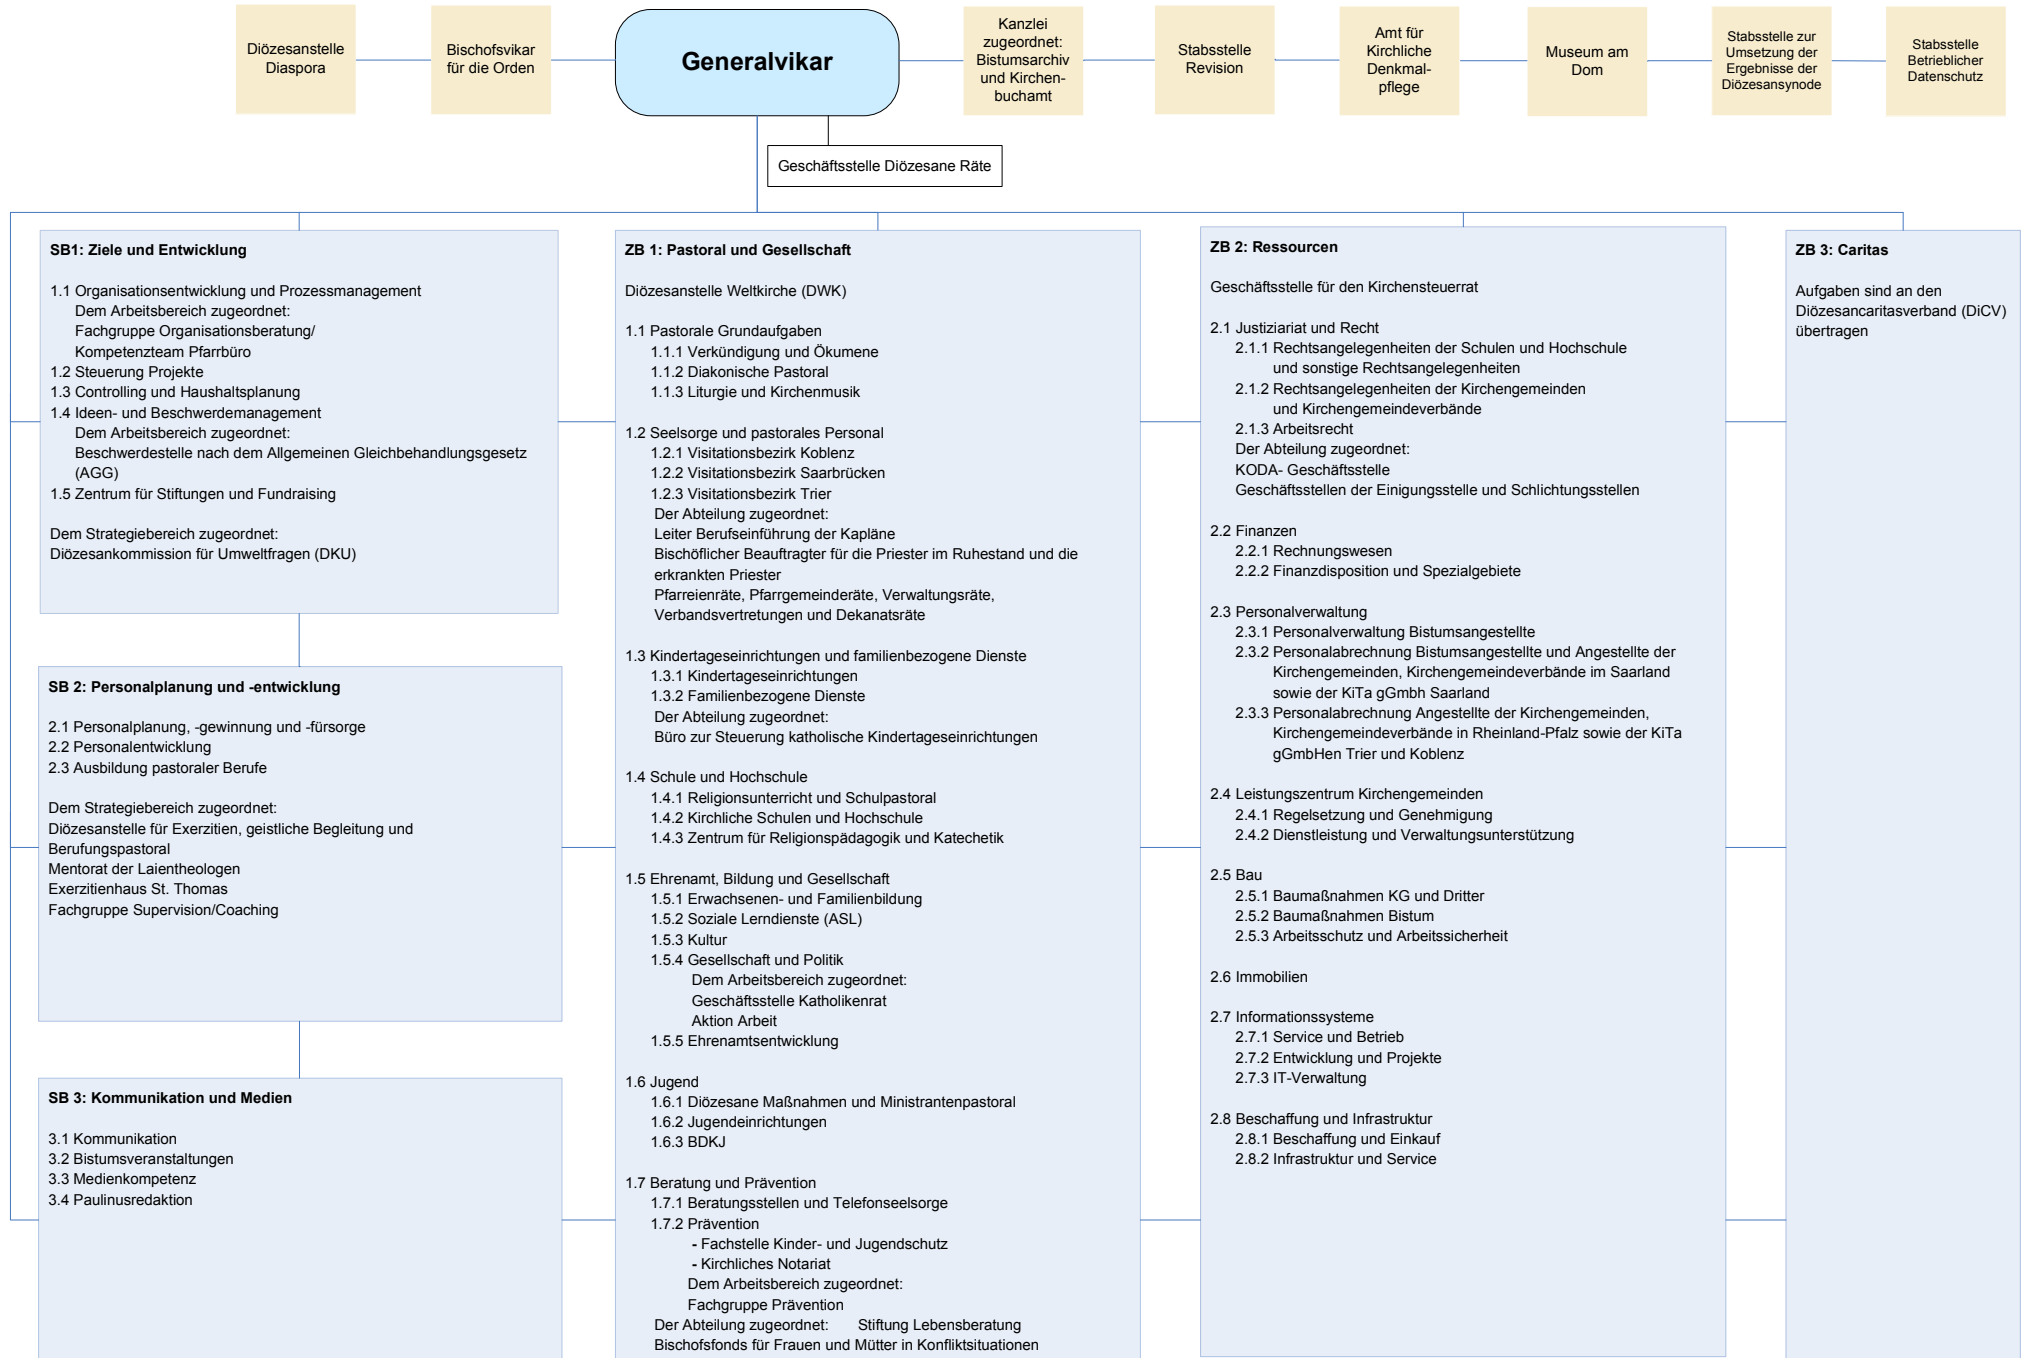 Diözesanstelle
Diaspora
Bischofsvikar
für die Orden
Generalvikar
Kanzlei
zugeordnet:
Bistumsarchiv
und Kirchen-
buchamt
Stabsstelle
Revision
Amt für
Kirchliche
Denkmal-
pflege
Museum am
Dom
Stabsstelle zur
Umsetzung der
Ergebnisse der
Diözesansynode
Stabsstelle
Betrieblicher
Datenschutz
Geschäftsstelle Diözesane Räte
SB1: Ziele und Entwicklung
1.1 Organisationsentwicklung und Prozessmanagement
Dem Arbeitsbereich zugeordnet:
Fachgruppe Organisationsberatung/
Kompetenzteam Pfarrbüro
1.2 Steuerung Projekte
1.3 Controlling und Haushaltsplanung
1.4 Ideen- und Beschwerdemanagement
Dem Arbeitsbereich zugeordnet:
Beschwerdestelle nach dem Allgemeinen Gleichbehandlungsgesetz
(AGG)
1.5 Zentrum für Stiftungen und Fundraising
Dem Strategiebereich zugeordnet:
Diözesankommission für Umweltfragen (DKU)
SB 2: Personalplanung und -entwicklung
2.1 Personalplanung, -gewinnung und -fürsorge
2.2 Personalentwicklung
2.3 Ausbildung pastoraler Berufe
Dem Strategiebereich zugeordnet:
Diözesanstelle für Exerzitien, geistliche Begleitung und
Berufungspastoral
Mentorat der Laientheologen
Exerzitienhaus St. Thomas
Fachgruppe Supervision/Coaching
SB 3: Kommunikation und Medien
3.1 Kommunikation
3.2 Bistumsveranstaltungen
3.3 Medienkompetenz
3.4 Paulinusredaktion
ZB 1: Pastoral und Gesellschaft
Diözesanstelle Weltkirche (DWK)
1.1 Pastorale Grundaufgaben
1.1.1 Verkündigung und Ökumene
1.1.2 Diakonische Pastoral
1.1.3 Liturgie und Kirchenmusik
1.2 Seelsorge und pastorales Personal
1.2.1 Visitationsbezirk Koblenz
1.2.2 Visitationsbezirk Saarbrücken
1.2.3 Visitationsbezirk Trier
Der Abteilung zugeordnet:
Leiter Berufseinführung der Kapläne
Bischöflicher Beauftragter für die Priester im Ruhestand und die
erkrankten Priester
Pfarreienräte, Pfarrgemeinderäte, Verwaltungsräte,
Verbandsvertretungen und Dekanatsräte
1.3 Kindertageseinrichtungen und familienbezogene Dienste
1.3.1 Kindertageseinrichtungen
1.3.2 Familienbezogene Dienste
Der Abteilung zugeordnet:
Büro zur Steuerung katholische Kindertageseinrichtungen
1.4 Schule und Hochschule
1.4.1 Religionsunterricht und Schulpastoral
1.4.2 Kirchliche Schulen und Hochschule
1.4.3 Zentrum für Religionspädagogik und Katechetik
1.5 Ehrenamt, Bildung und Gesellschaft
1.5.1 Erwachsenen- und Familienbildung
1.5.2 Soziale Lerndienste (ASL)
1.5.3 Kultur
1.5.4 Gesellschaft und Politik
Dem Arbeitsbereich zugeordnet:
Geschäftsstelle Katholikenrat
Aktion Arbeit
1.5.5 Ehrenamtsentwicklung
1.6 Jugend
1.6.1 Diözesane Maßnahmen und Ministrantenpastoral
1.6.2 Jugendeinrichtungen
1.6.3 BDKJ
1.7 Beratung und Prävention
1.7.1 Beratungsstellen und Telefonseelsorge
1.7.2 Prävention
- Fachstelle Kinder- und Jugendschutz
- Kirchliches Notariat
Dem Arbeitsbereich zugeordnet:
Fachgruppe Prävention
Der Abteilung zugeordnet: Stiftung Lebensberatung
Bischofsfonds für Frauen und Mütter in Konfliktsituationen
ZB 2: Ressourcen
Geschäftsstelle für den Kirchensteuerrat
2.1 Justiziariat und Recht
2.1.1 Rechtsangelegenheiten der Schulen und Hochschule
und sonstige Rechtsangelegenheiten
2.1.2 Rechtsangelegenheiten der Kirchengemeinden
und Kirchengemeindeverbände
2.1.3 Arbeitsrecht
Der Abteilung zugeordnet:
KODA- Geschäftsstelle
Geschäftsstellen der Einigungsstelle und Schlichtungsstellen
2.2 Finanzen
2.2.1 Rechnungswesen
2.2.2 Finanzdisposition und Spezialgebiete
2.3 Personalverwaltung
2.3.1 Personalverwaltung Bistumsangestellte
2.3.2 Personalabrechnung Bistumsangestellte und Angestellte der
Kirchengemeinden, Kirchengemeindeverbände im Saarland
sowie der KiTa gGmbh Saarland
2.3.3 Personalabrechnung Angestellte der Kirchengemeinden,
Kirchengemeindeverbände in Rheinland-Pfalz sowie der KiTa
gGmbHen Trier und Koblenz
2.4 Leistungszentrum Kirchengemeinden
2.4.1 Regelsetzung und Genehmigung
2.4.2 Dienstleistung und Verwaltungsunterstützung
2.5 Bau
2.5.1 Baumaßnahmen KG und Dritter
2.5.2 Baumaßnahmen Bistum
2.5.3 Arbeitsschutz und Arbeitssicherheit
2.6 Immobilien
2.7 Informationssysteme
2.7.1 Service und Betrieb
2.7.2 Entwicklung und Projekte
2.7.3 IT-Verwaltung
2.8 Beschaffung und Infrastruktur
2.8.1 Beschaffung und Einkauf
2.8.2 Infrastruktur und Service
ZB 3: Caritas
Aufgaben sind an den
Diözesancaritasverband (DiCV)
übertragen